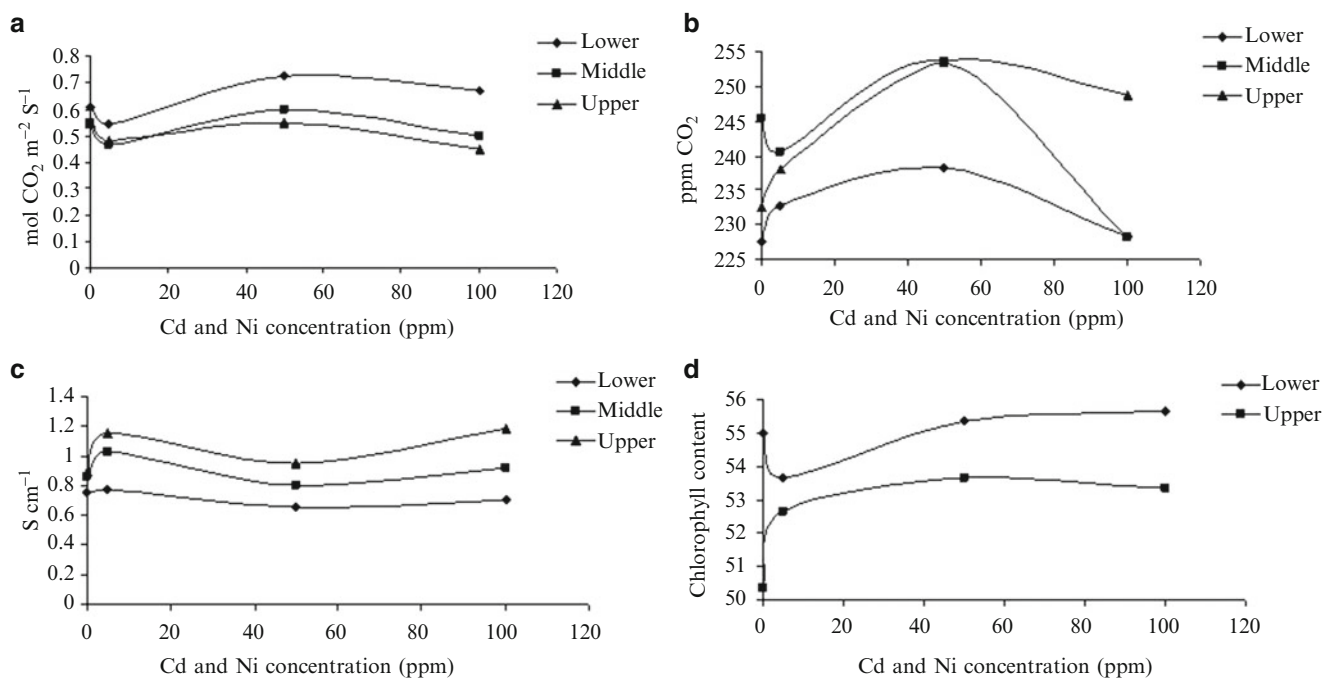 a
0.8
0.7
0.6
0.5
0.4
0.3
0.2
0.1
0
mol CO₂ m⁻² S⁻¹
0 20 40 60 80 100 120
Cd and Ni concentration (ppm)
Lower
Middle
Upper
b
255
250
245
240
235
230
225
ppm CO₂
0 20 40 60 80 100 120
Cd and Ni concentration (ppm)
Lower
Middle
Upper
c
1.4
1.2
1
0.8
0.6
0.4
0.2
0
S cm⁻¹
0 20 40 60 80 100 120
Cd and Ni concentration (ppm)
Lower
Middle
Upper
d
56
55
54
53
52
51
50
Chlorophyll content
0 20 40 60 80 100 120
Cd and Ni concentration (ppm)
Lower
Upper